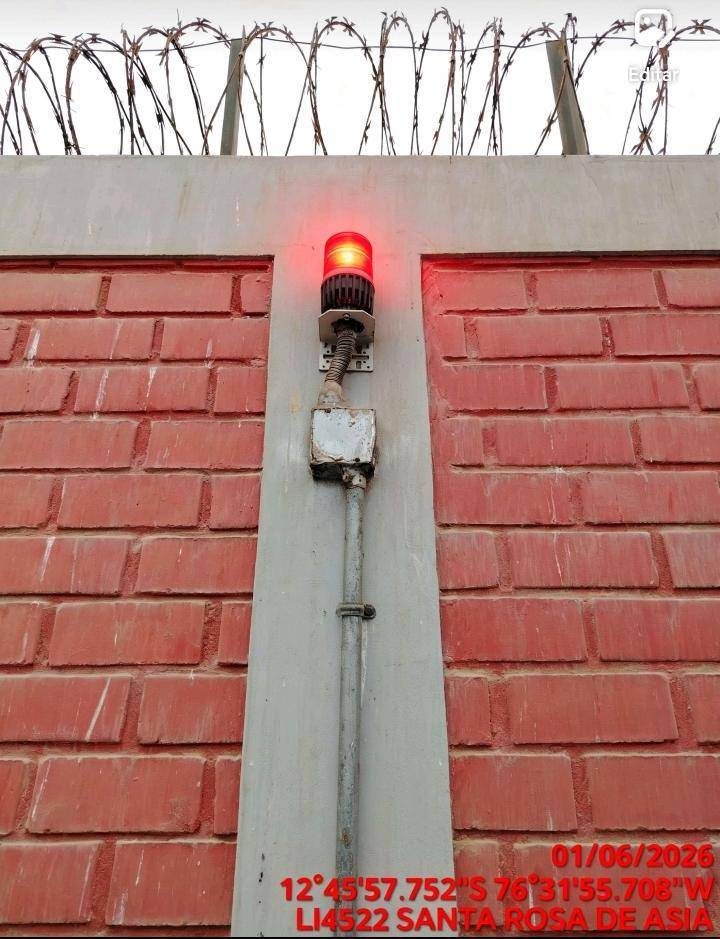 Editar
01/06/2026
12°45'57.752"S 76°31'55.708"W
LI4522 SANTA ROSA DE ASIA